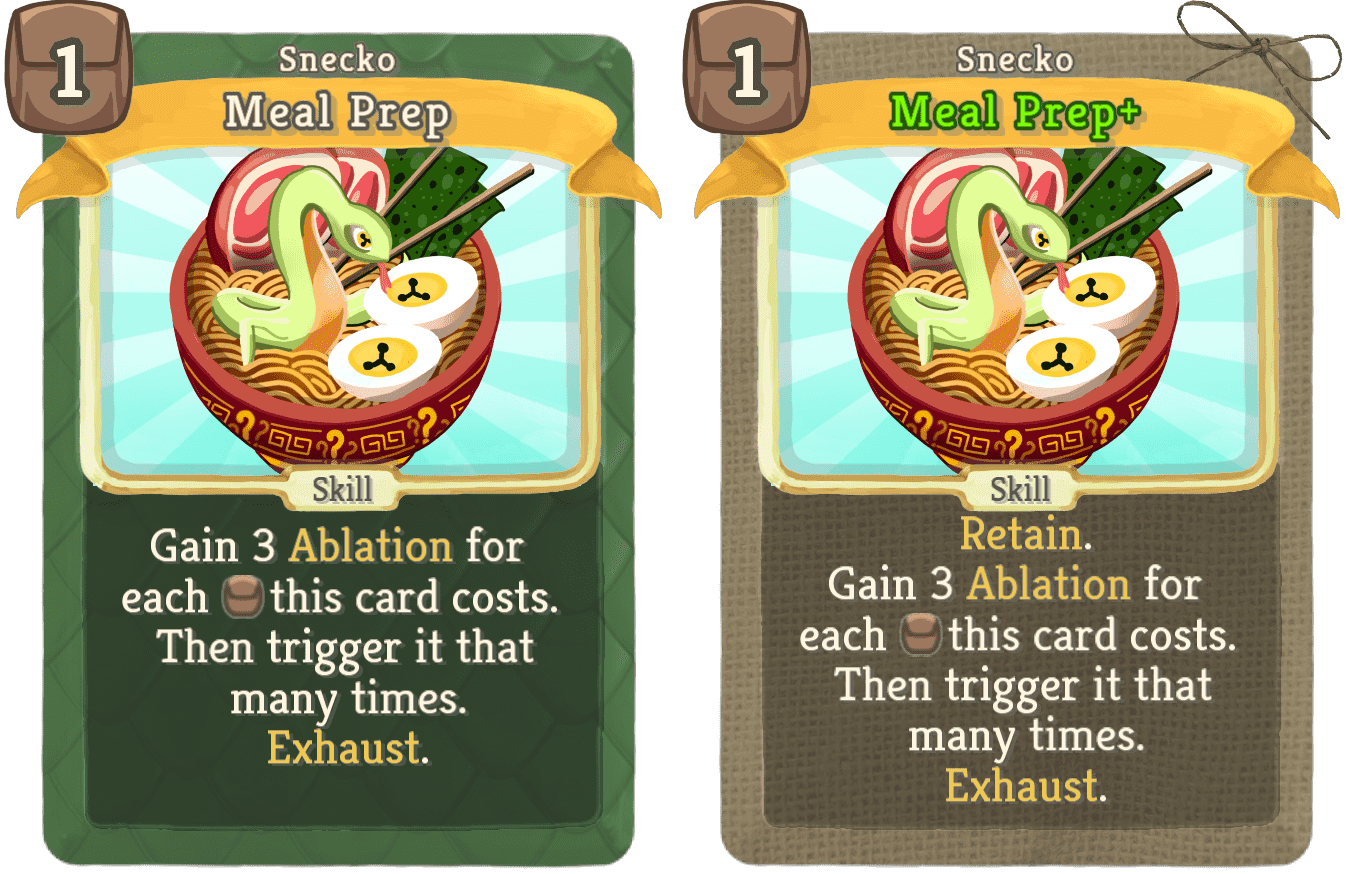 1
Snecko
Meal Prep
Skill
Gain 3 Ablation for
each this card costs.
Then trigger it that
many times.
Exhaust.
1
Snecko
Meal Prep+
Skill
Retain.
Gain 3 Ablation for
each this card costs.
Then trigger it that
many times.
Exhaust.